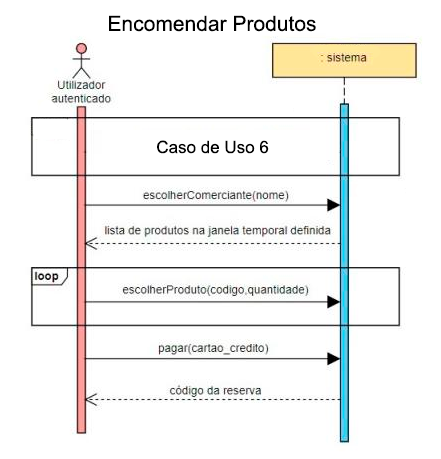 Encomendar Produtos
: sistema
Utilizador
autenticado
Caso de Uso 6
escolherComerciante(nome)
lista de produtos na janela temporal definida
loop
escolherProduto(codigo,quantidade)
pagar(cartao_credito)
código da reserva